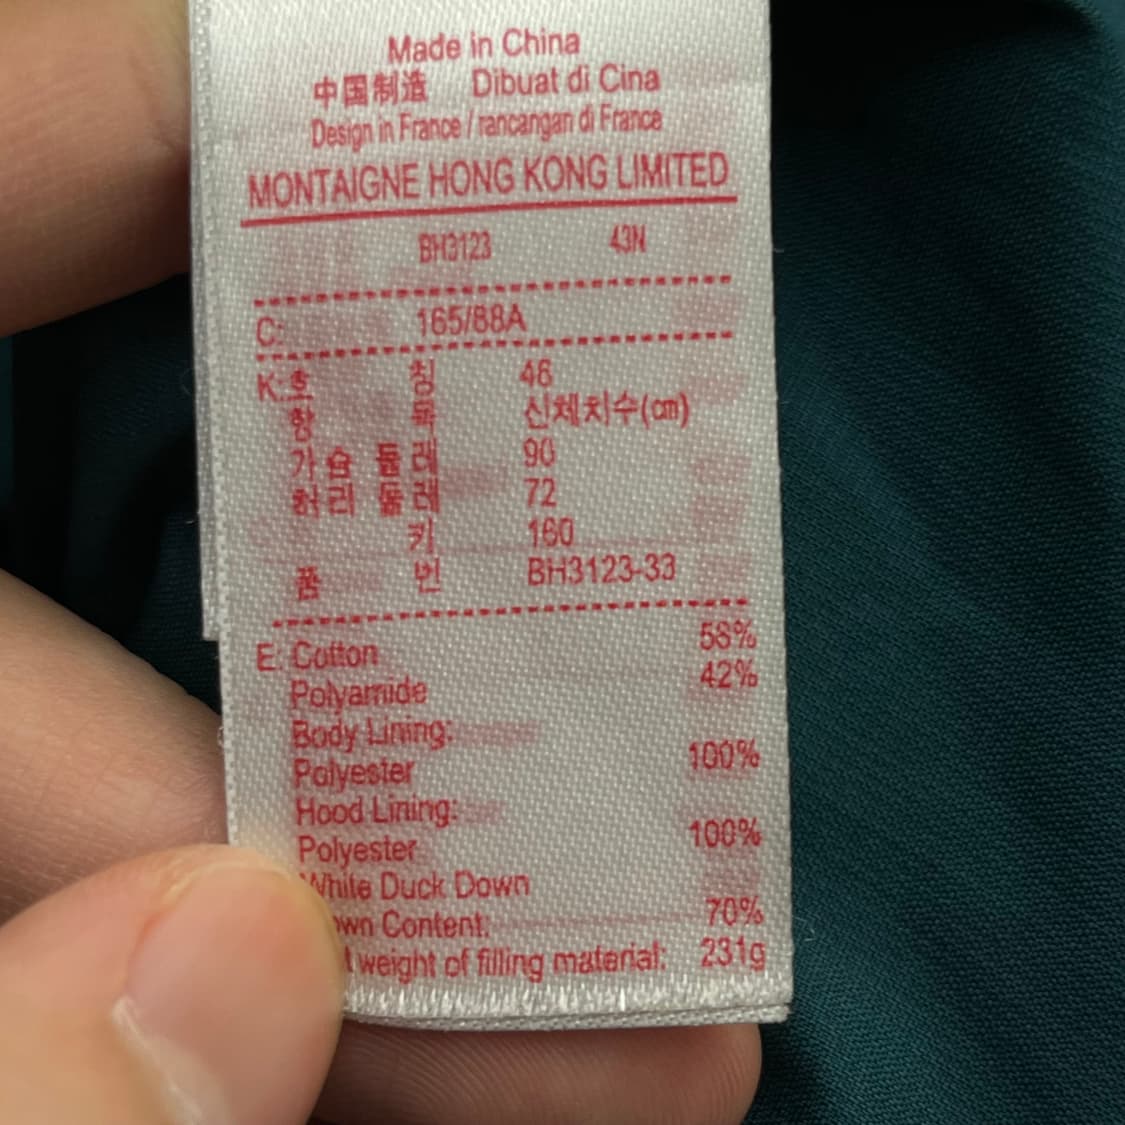 Made in China
中国制造 Dibuat di Cina
Design in France / rancangan di France
MONTAIGNE HONG KONG LIMITED
BH3123 43N
C: 165/88A
K:호 칭 46
항 목 신체치수(㎝)
가슴 둘레 90
허리 둘레 72
키 160
품 번 BH3123-33
E: Cotton 58%
Polyamide 42%
Body Lining:
Polyester 100%
Hood Lining:
Polyester 100%
White Duck Down
Content: 70%
weight of filling material: 231g